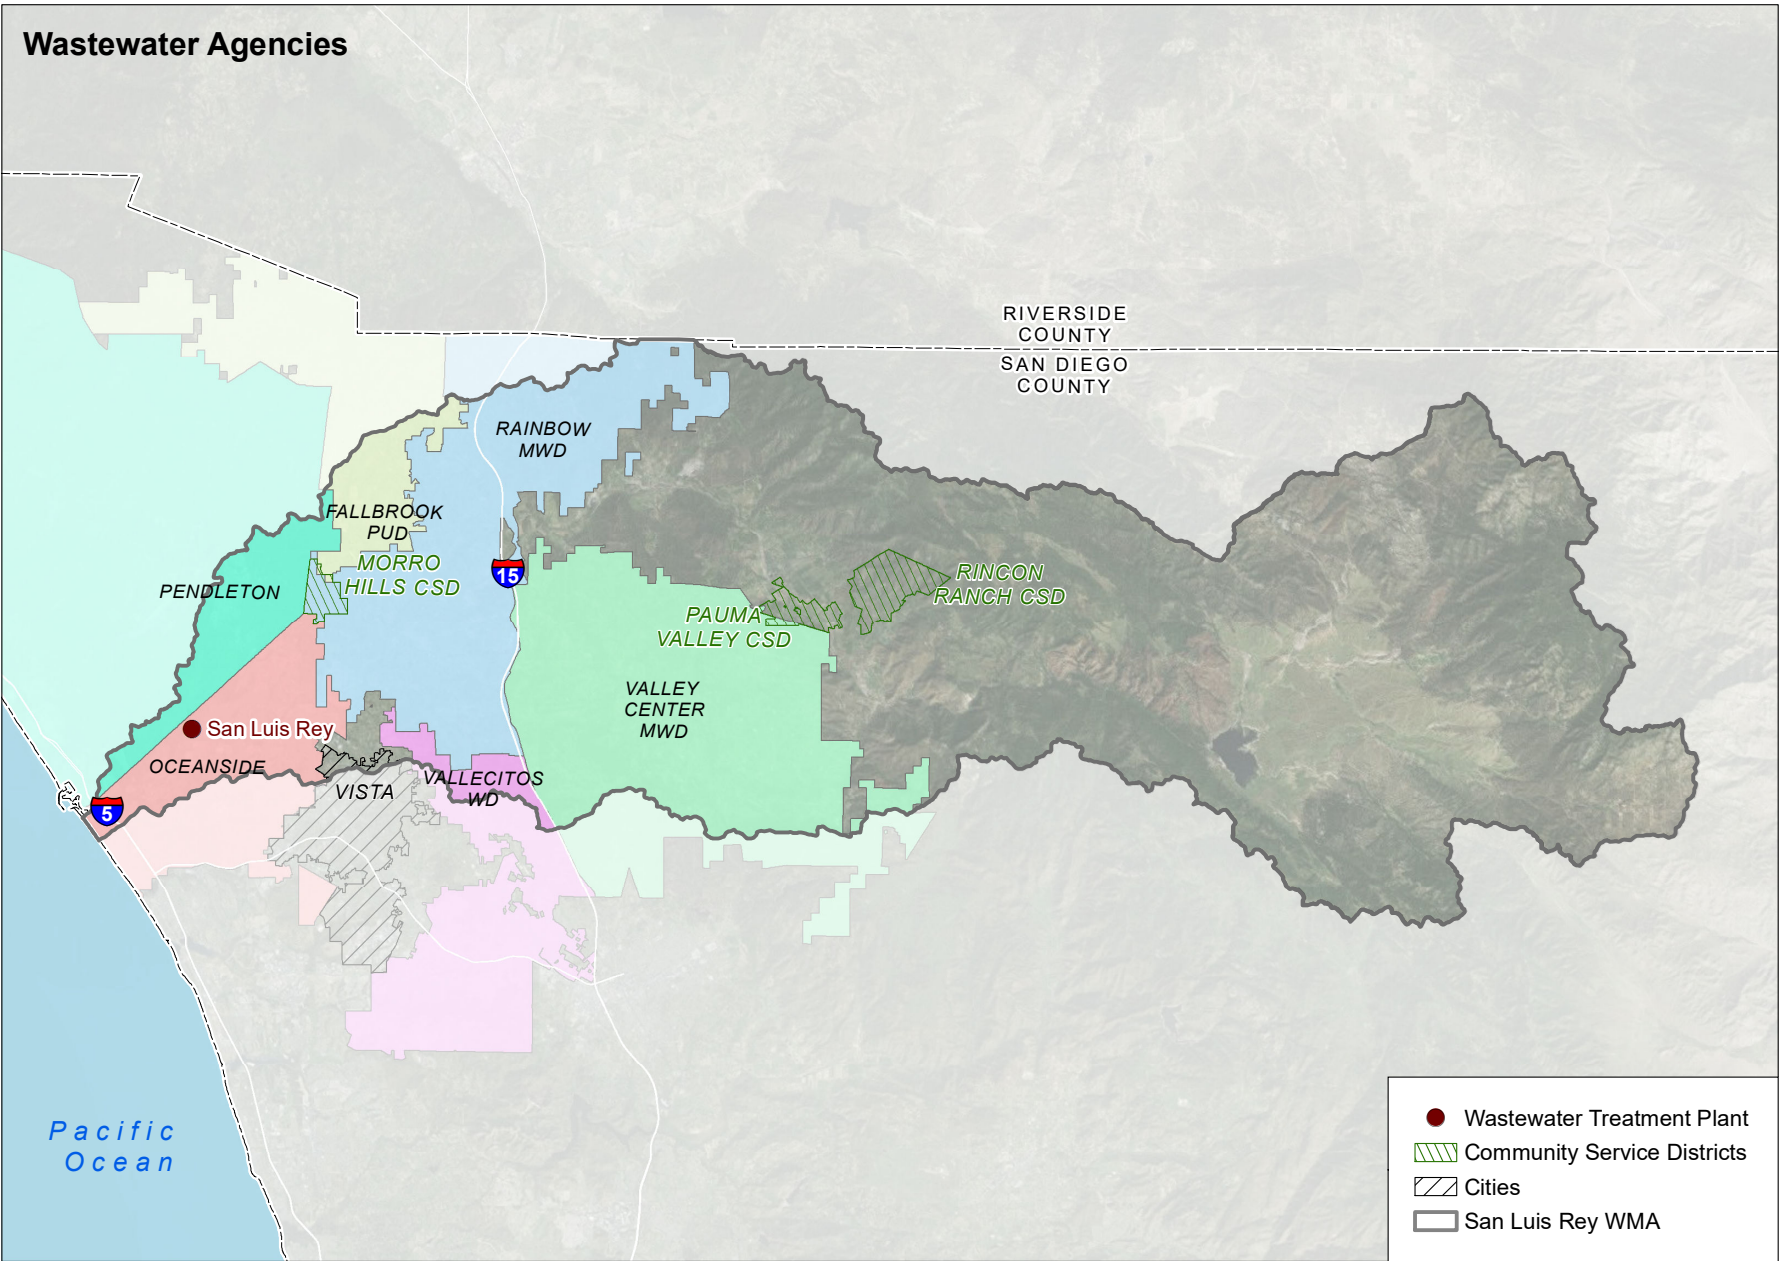 Wastewater Agencies
RIVERSIDE
COUNTY
SAN DIEGO
COUNTY
RAINBOW
MWD
FALLBROOK
PUD
MORRO
HILLS CSD
15
PENDLETON
RINCON
RANCH CSD
PAUMA
VALLEY CSD
VALLEY
CENTER
MWD
San Luis Rey
OCEANSIDE
VISTA
VALLECITOS
WD
5
Pacific
Ocean
Wastewater Treatment Plant
Community Service Districts
Cities
San Luis Rey WMA